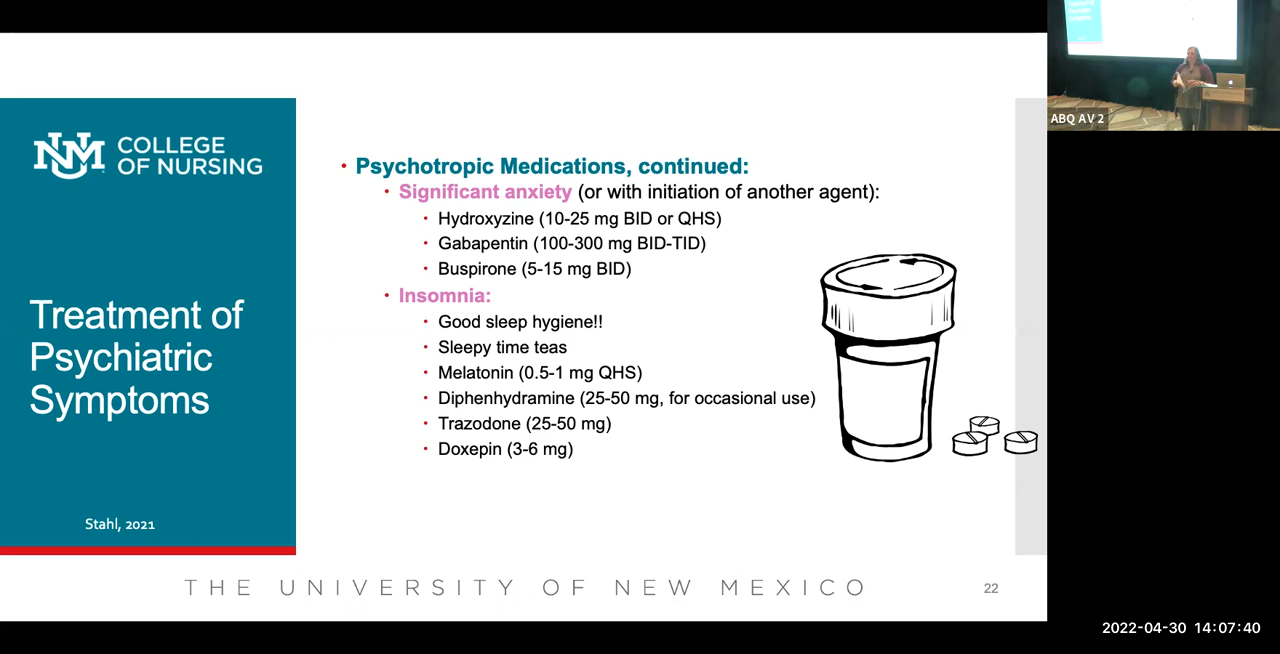 UNM COLLEGE
OF NURSING
Treatment of
Psychiatric
Symptoms
Stahl, 2021
• Psychotropic Medications, continued:
• Significant anxiety (or with initiation of another agent):
• Hydroxyzine (10-25 mg BID or QHS)
• Gabapentin (100-300 mg BID-TID)
• Buspirone (5-15 mg BID)
• Insomnia:
• Good sleep hygiene!!
• Sleepy time teas
• Melatonin (0.5-1 mg QHS)
• Diphenhydramine (25-50 mg, for occasional use)
• Trazodone (25-50 mg)
• Doxepin (3-6 mg)
THE UNIVERSITY OF NEW MEXICO
22
ABQ AV 2
2022-04-30 14:07:40